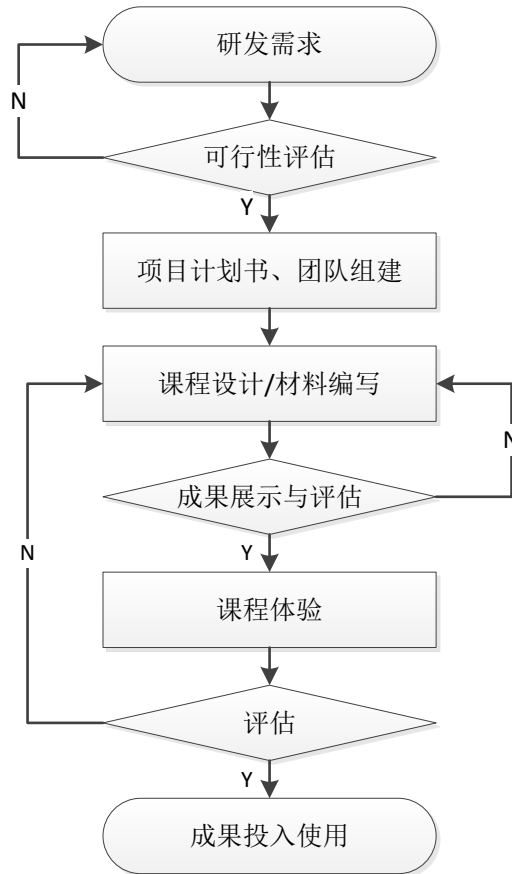 研发需求
N
可行性评估
Y
项目计划书、团队组建
课程设计/材料编写
N
成果展示与评估
N
Y
课程体验
评估
Y
成果投入使用